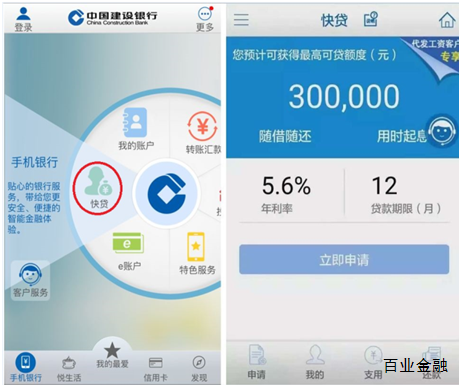 登录
中国建设银行
China Construction Bank
更多
我的账户
转账汇款
手机银行
贴心的银行服
务,带给您更
安全、便捷的
智能金融体
验。
快贷
客户服务
e账户
特色服务
手机银行
悦生活
我的最爱
信用卡
发现
快贷
代发工资客户
专享
您预计可获得最高可贷额度(元)
300,000
随借随还
用时起息
5.6%
年利率
12
贷款期限(月)
立即申请
申请
我的
支用
还款
百业金融